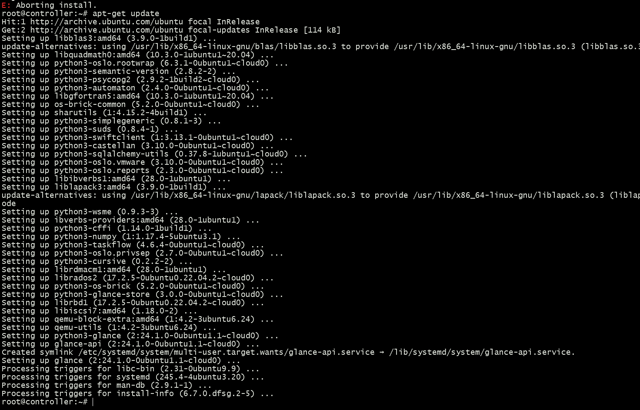 E: Aborting install.
root@controller:~# apt-get update
Hit:1 http://archive.ubuntu.com/ubuntu focal InRelease
Get:2 http://archive.ubuntu.com/ubuntu focal-updates InRelease [114 kB]
Setting up libblas3:amd64 (3.9.0-1build1) ...
update-alternatives: using /usr/lib/x86_64-linux-gnu/blas/libblas.so.3 to provide /usr/lib/x86_64-linux-gnu/libblas.so.3 (libblas.so.3
Setting up libquadmath0:amd64 (10.3.0-1ubuntu1~20.04) ...
Setting up python3-oslo.rootwrap (6.3.1-0ubuntu1~cloud0) ...
Setting up python3-semantic-version (2.8.2-2) ...
Setting up python3-psycopg2 (2.9.2-1build2~cloud0) ...
Setting up python3-automaton (2.4.0-0ubuntu1~cloud0) ...
Setting up libgfortran5:amd64 (10.3.0-1ubuntu1~20.04) ...
Setting up os-brick-common (5.2.0-0ubuntu1~cloud0) ...
Setting up sharutils (1:4.15.2-4build1) ...
Setting up python3-simplegeneric (0.8.1-3) ...
Setting up python3-suds (0.8.4-1) ...
Setting up python3-swiftclient (1:3.13.1-0ubuntu1~cloud0) ...
Setting up python3-castellan (3.10.0-0ubuntu1~cloud0) ...
Setting up python3-sqlalchemy-utils (0.37.8-1ubuntu1~cloud0) ...
Setting up python3-oslo.vmware (3.10.0-0ubuntu1~cloud0) ...
Setting up python3-oslo.reports (2.3.0-0ubuntu1~cloud0) ...
Setting up libibverbs1:amd64 (28.0-1ubuntu1) ...
Setting up liblapack3:amd64 (3.9.0-1build1) ...
update-alternatives: using /usr/lib/x86_64-linux-gnu/lapack/liblapack.so.3 to provide /usr/lib/x86_64-linux-gnu/liblapack.so.3 (liblap
ode
Setting up python3-wsme (0.9.3-3) ...
Setting up ibverbs-providers:amd64 (28.0-1ubuntu1) ...
Setting up python3-cffi (1.14.0-1build1) ...
Setting up python3-numpy (1:1.17.4-5ubuntu3.1) ...
Setting up python3-taskflow (4.6.4-0ubuntu1~cloud0) ...
Setting up python3-oslo.privsep (2.7.0-0ubuntu1~cloud0) ...
Setting up python3-cursive (0.2.2-2) ...
Setting up librdmacm1:amd64 (28.0-1ubuntu1) ...
Setting up librados2 (17.2.5-0ubuntu0.22.04.2~cloud0) ...
Setting up python3-os-brick (5.2.0-0ubuntu1~cloud0) ...
Setting up python3-glance-store (3.0.0-0ubuntu1~cloud0) ...
Setting up librbd1 (17.2.5-0ubuntu0.22.04.2~cloud0) ...
Setting up libiscsi7:amd64 (1.18.0-2) ...
Setting up qemu-block-extra:amd64 (1:4.2-3ubuntu6.24) ...
Setting up qemu-utils (1:4.2-3ubuntu6.24) ...
Setting up python3-glance (2:24.1.0-0ubuntu1.1~cloud0) ...
Setting up glance-api (2:24.1.0-0ubuntu1.1~cloud0) ...
Created symlink /etc/systemd/system/multi-user.target.wants/glance-api.service → /lib/systemd/system/glance-api.service.
Setting up glance (2:24.1.0-0ubuntu1.1~cloud0) ...
Processing triggers for libc-bin (2.31-0ubuntu9.9) ...
Processing triggers for systemd (245.4-4ubuntu3.20) ...
Processing triggers for man-db (2.9.1-1) ...
Processing triggers for install-info (6.7.0.dfsg.2-5) ...
root@controller:~#